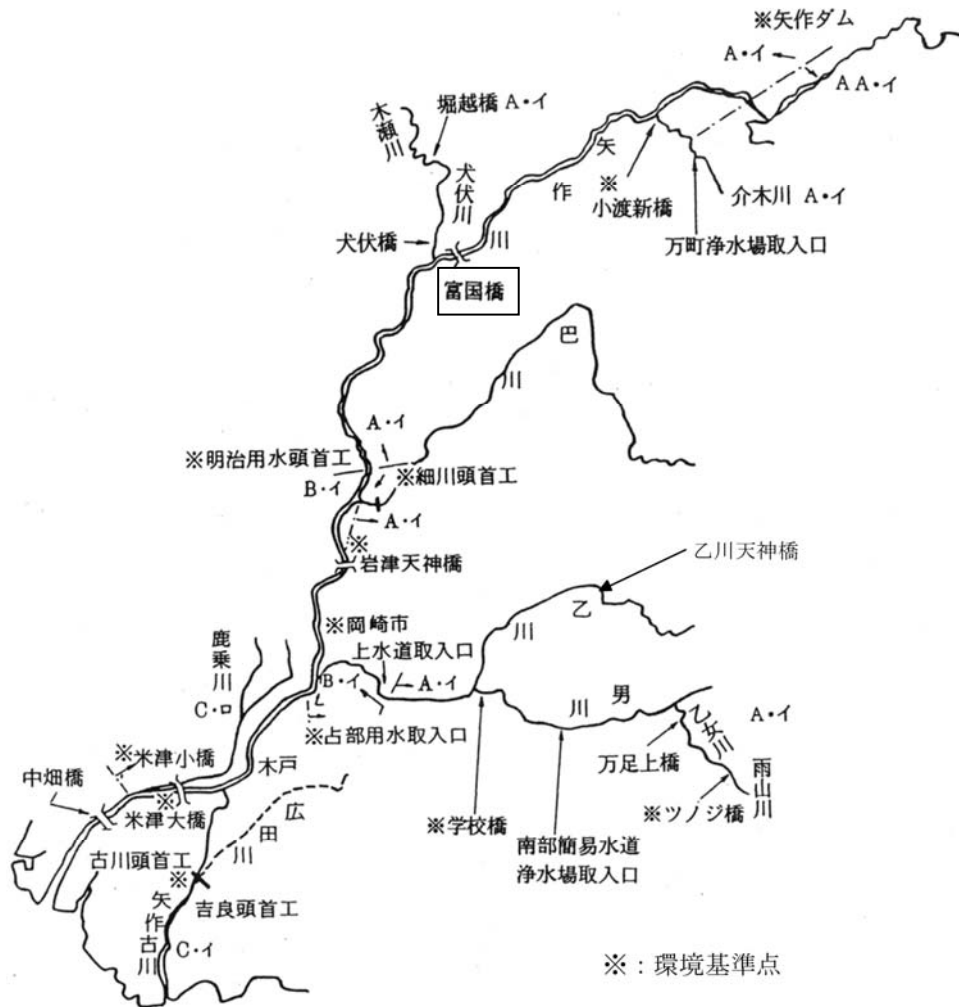 ※矢作ダム
A・イ
AA・イ
堀越橋 A・イ
木瀬川
犬伏川
矢作川
※
小渡新橋
介木川 A・イ
万町浄水場取入口
犬伏橋
富国橋
巴川
A・イ
※明治用水頭首工
B・イ
※細川頭首工
A・イ
※
岩津天神橋
乙川天神橋
乙川
※岡崎市
上水道取入口
鹿乗川
C・ロ
B・イ
A・イ
男川
※占部用水取入口
乙女川
A・イ
雨山川
万足上橋
※米津小橋
中畑橋
木戸
※
米津大橋
広田川
※学校橋
※ツノジ橋
南部簡易水道
浄水場取入口
古川頭首工
※
吉良頭首工
矢作古川
C・イ
※：環境基準点